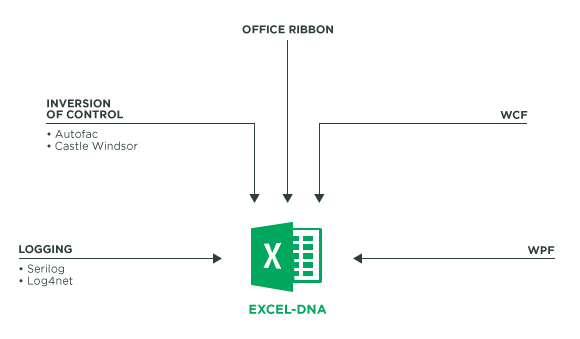 OFFICE RIBBON
INVERSION
OF CONTROL
• Autofac
• Castle Windsor
WCF
LOGGING
• Serilog
• Log4net
WPF
X
EXCEL-DNA